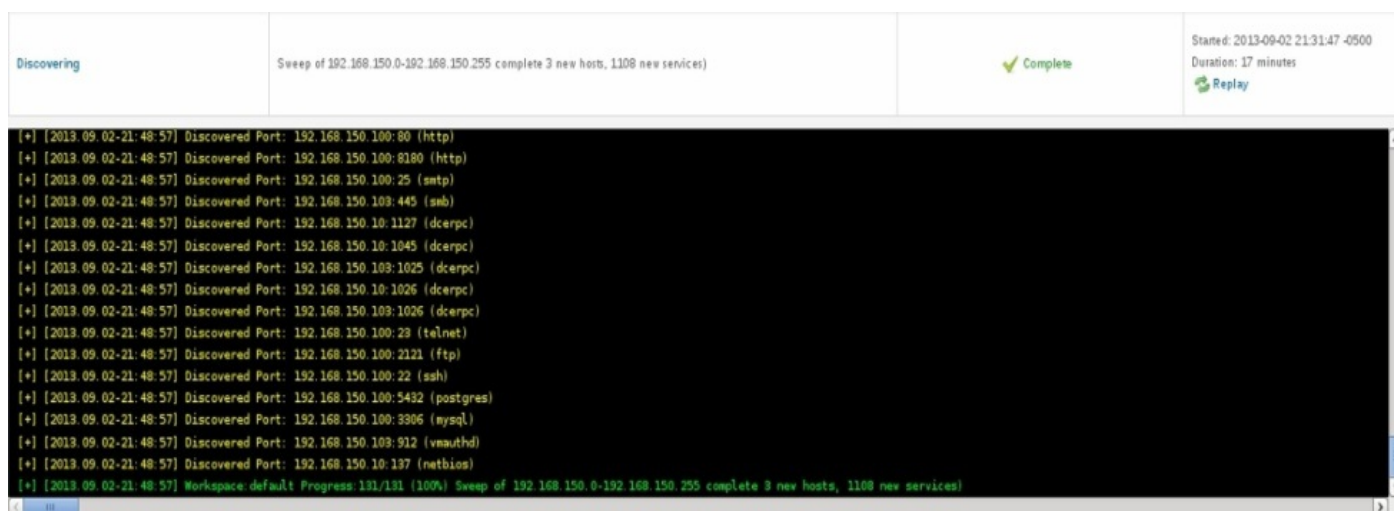 Discovering
Sweep of 192.168.150.0-192.168.150.255 complete 3 new hosts, 1108 new services)
Complete
Started: 2013-09-02 21:31:47 -0500
Duration: 17 minutes
Replay
[+] [2013.09.02-21:48:57] Discovered Port: 192.168.150.100:80 (http)
[+] [2013.09.02-21:48:57] Discovered Port: 192.168.150.100:8180 (http)
[+] [2013.09.02-21:48:57] Discovered Port: 192.168.150.100:25 (smtp)
[+] [2013.09.02-21:48:57] Discovered Port: 192.168.150.103:445 (smb)
[+] [2013.09.02-21:48:57] Discovered Port: 192.168.150.10:1127 (dcerpc)
[+] [2013.09.02-21:48:57] Discovered Port: 192.168.150.10:1045 (dcerpc)
[+] [2013.09.02-21:48:57] Discovered Port: 192.168.150.103:1025 (dcerpc)
[+] [2013.09.02-21:48:57] Discovered Port: 192.168.150.10:1026 (dcerpc)
[+] [2013.09.02-21:48:57] Discovered Port: 192.168.150.103:1026 (dcerpc)
[+] [2013.09.02-21:48:57] Discovered Port: 192.168.150.100:23 (telnet)
[+] [2013.09.02-21:48:57] Discovered Port: 192.168.150.100:2121 (ftp)
[+] [2013.09.02-21:48:57] Discovered Port: 192.168.150.100:22 (ssh)
[+] [2013.09.02-21:48:57] Discovered Port: 192.168.150.100:5432 (postgres)
[+] [2013.09.02-21:48:57] Discovered Port: 192.168.150.100:3306 (mysql)
[+] [2013.09.02-21:48:57] Discovered Port: 192.168.150.103:912 (vmauthd)
[+] [2013.09.02-21:48:57] Discovered Port: 192.168.150.10:137 (netbios)
[+] [2013.09.02-21:48:57] Workspace:default Progress:131/131 (100%) Sweep of 192.168.150.0-192.168.150.255 complete 3 new hosts, 1108 new services)